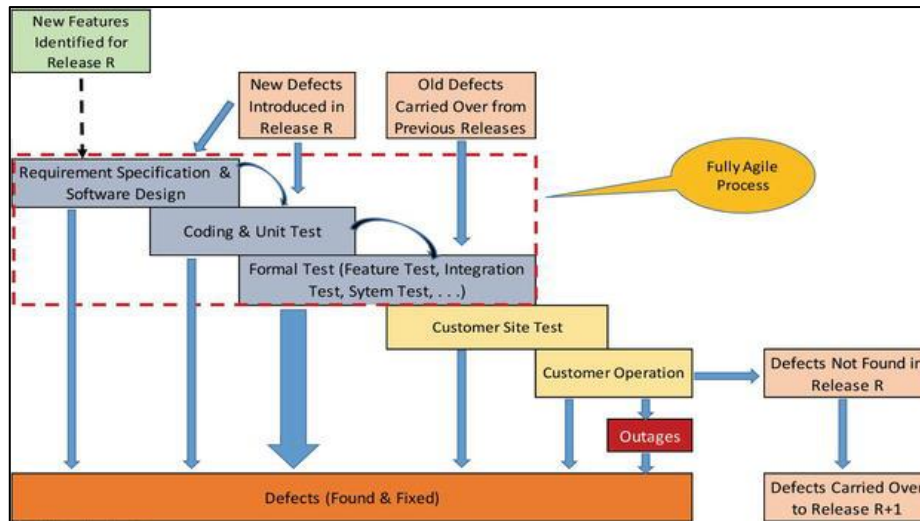 New Features
Identified for
Release R
New Defects
Introduced in
Release R
Old Defects
Carried Over from
Previous Releases
Fully Agile
Process
Requirement Specification &
Software Design
Coding & Unit Test
Formal Test (Feature Test, Integration
Test, Sytem Test, . . .)
Customer Site Test
Customer Operation
Defects Not Found in
Release R
Outages
Defects (Found & Fixed)
Defects Carried Over
to Release R+1